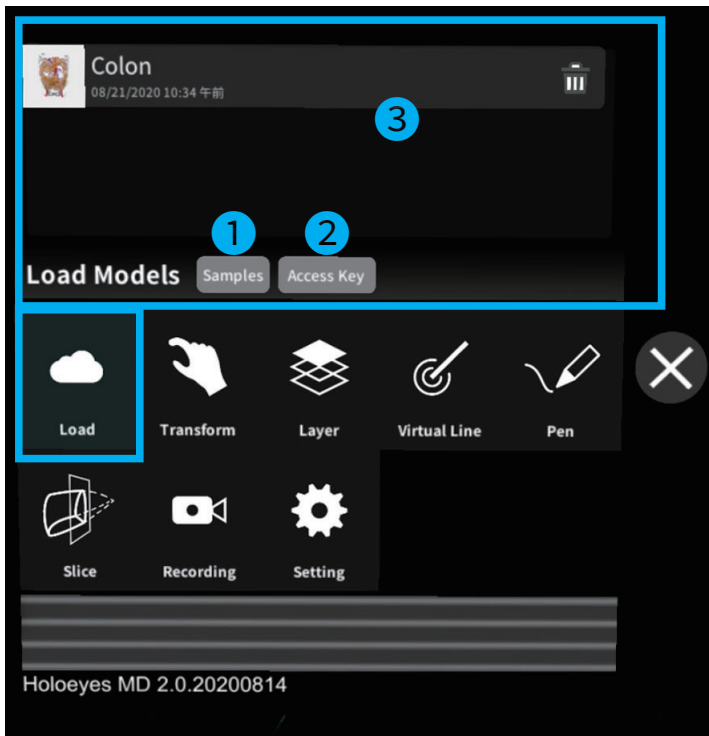 Colon
08/21/2020 10:34 午前
3
1 2
Load Models Samples Access Key
Load Transform Layer Virtual Line Pen
Slice Recording Setting
Holoeyes MD 2.0.20200814